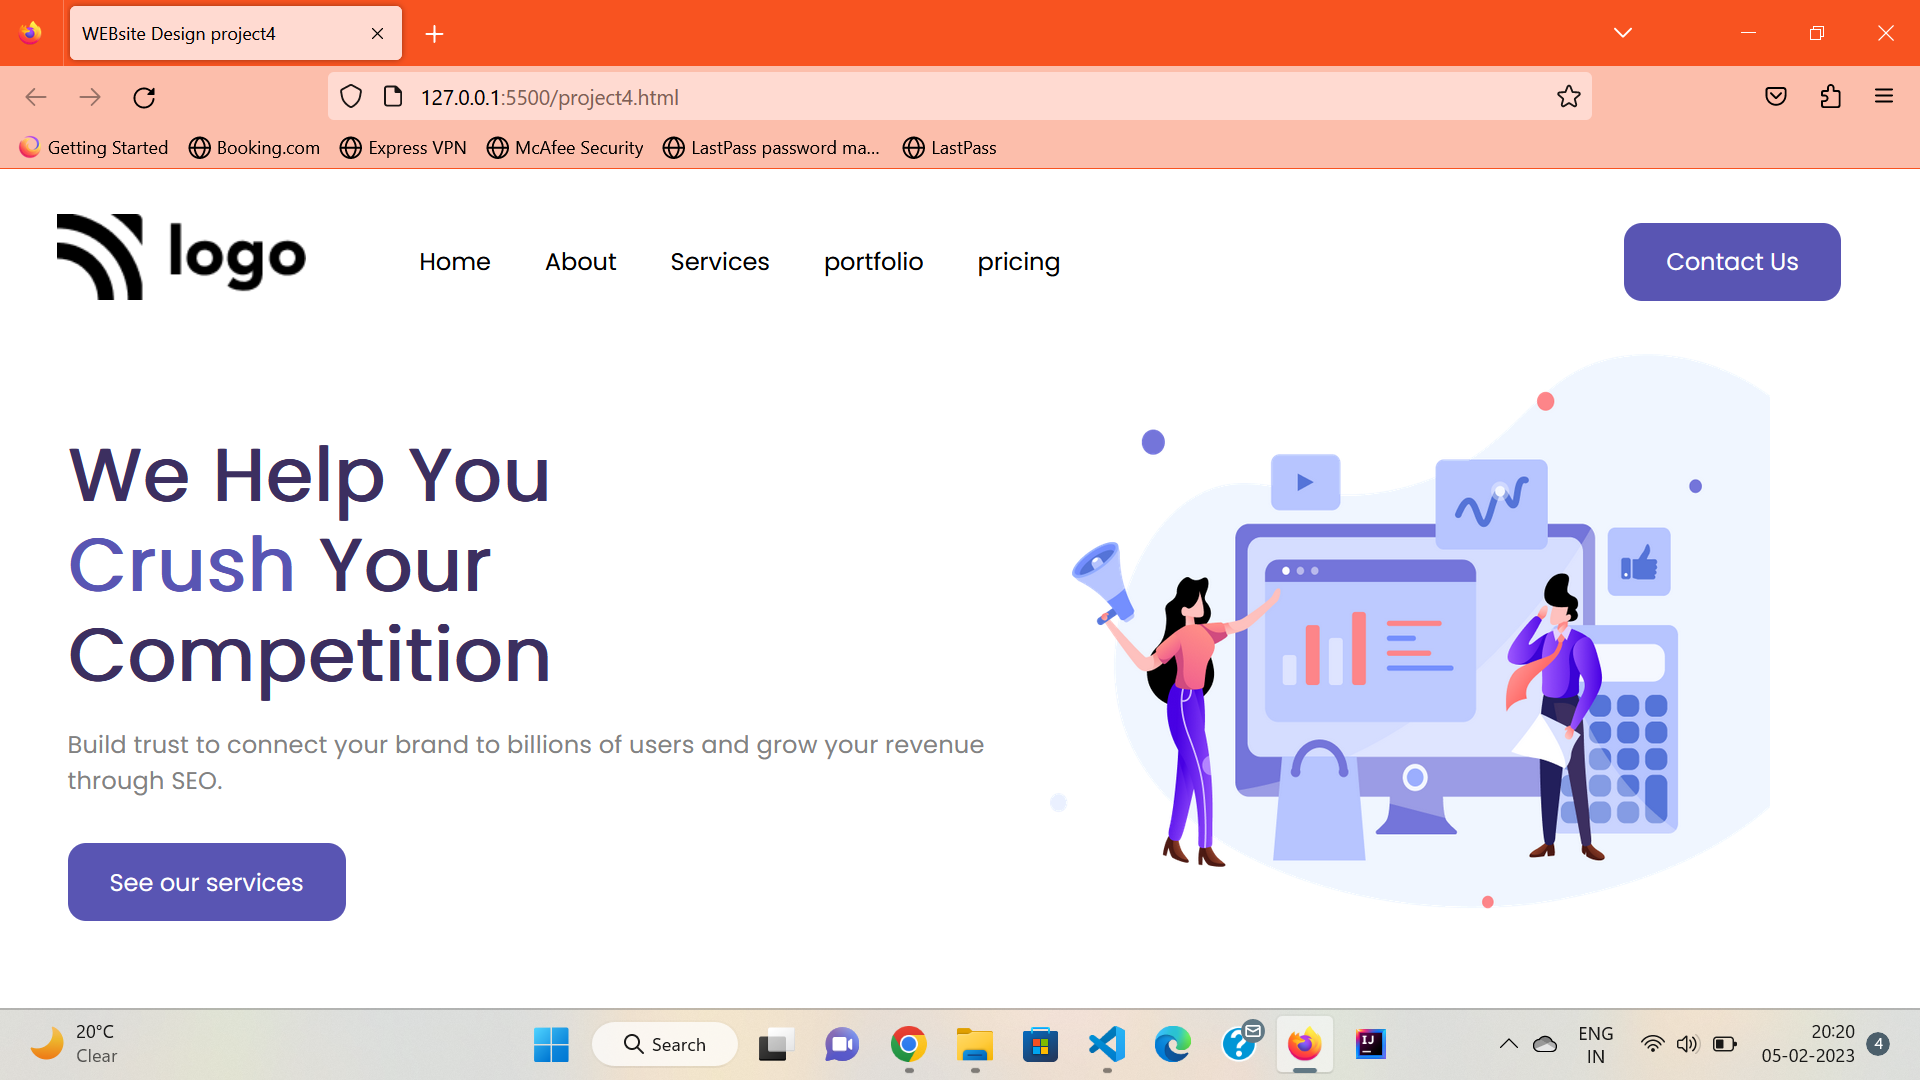 WEBsite Design project4
127.0.0.1:5500/project4.html
Getting Started
Booking.com
Express VPN
McAfee Security
LastPass password ma...
LastPass
logo
Home
About
Services
portfolio
pricing
Contact Us
We Help You
Crush Your
Competition
Build trust to connect your brand to billions of users and grow your revenue
through SEO.
See our services
20°C
Clear
Search
IJ
ENG
IN
20:20
05-02-2023
4